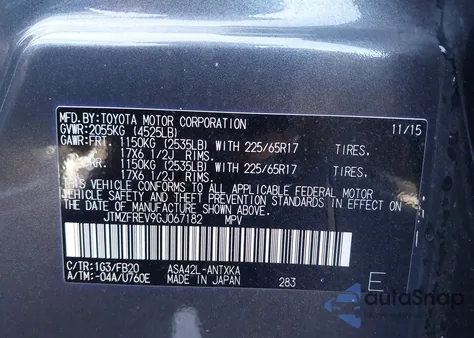 MFD. BY: TOYOTA MOTOR CORPORATION 11/15
GVWR: 2055KG (4525LB)
GAWR: FRT. 1150KG (2535LB) WITH 225/65R17 TIRES,
17X6 1/2J RIMS.
RR. 1150KG (2535LB) WITH 225/65R17 TIRES,
17X6 1/2J RIMS.
THIS VEHICLE CONFORMS TO ALL APPLICABLE FEDERAL MOTOR
VEHICLE SAFETY AND THEFT PREVENTION STANDARDS IN EFFECT
ON THE DATE OF MANUFACTURE SHOWN ABOVE.
JTMZFREV9GJ067182 MPV
C/TR: 1G3/FB20 ASA42L-ANTXKA
A/TM: -04A/U760E MADE IN JAPAN 283 E
autoSnap